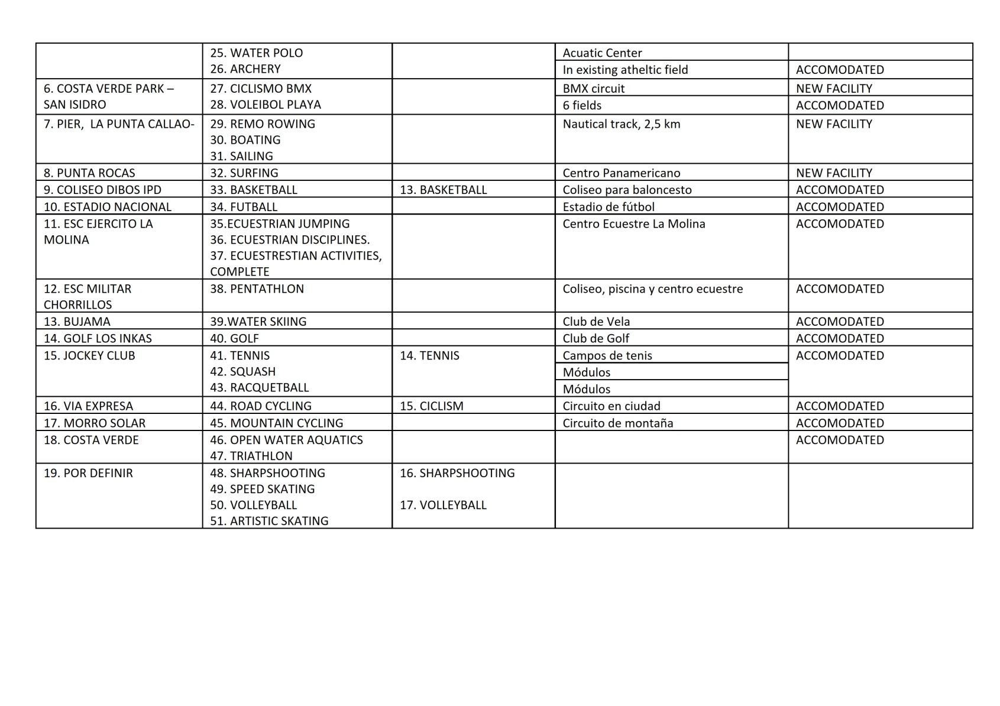 25. WATER POLO
26. ARCHERY
Acuatic Center
In existing atheltic field
ACCOMODATED
6. COSTA VERDE PARK –
SAN ISIDRO
27. CICLISMO BMX
28. VOLEIBOL PLAYA
BMX circuit
NEW FACILITY
6 fields
ACCOMODATED
7. PIER,  LA PUNTA CALLAO-
29. REMO ROWING
30. BOATING
31. SAILING
Nautical track, 2,5 km
NEW FACILITY
8. PUNTA ROCAS
32. SURFING
Centro Panamericano
NEW FACILITY
9. COLISEO DIBOS IPD
33. BASKETBALL
13. BASKETBALL
Coliseo para baloncesto
ACCOMODATED
10. ESTADIO NACIONAL
34. FUTBALL
Estadio de fútbol
ACCOMODATED
11. ESC EJERCITO LA
MOLINA
35.ECUESTRIAN JUMPING
36. ECUESTRIAN DISCIPLINES.
37. ECUESTRESTIAN ACTIVITIES,
COMPLETE
Centro Ecuestre La Molina
ACCOMODATED
12. ESC MILITAR
CHORRILLOS
38. PENTATHLON
Coliseo, piscina y centro ecuestre
ACCOMODATED
13. BUJAMA
39.WATER SKIING
Club de Vela
ACCOMODATED
14. GOLF LOS INKAS
40. GOLF
Club de Golf
ACCOMODATED
15. JOCKEY CLUB
41. TENNIS
42. SQUASH
43. RACQUETBALL
14. TENNIS
Campos de tenis
Módulos
Módulos
ACCOMODATED
16. VIA EXPRESA
44. ROAD CYCLING
15. CICLISM
Circuito en ciudad
ACCOMODATED
17. MORRO SOLAR
45. MOUNTAIN CYCLING
Circuito de montaña
ACCOMODATED
18. COSTA VERDE
46. OPEN WATER AQUATICS
47. TRIATHLON
ACCOMODATED
19. POR DEFINIR
48. SHARPSHOOTING
49. SPEED SKATING
50. VOLLEYBALL
51. ARTISTIC SKATING
16. SHARPSHOOTING
17. VOLLEYBALL